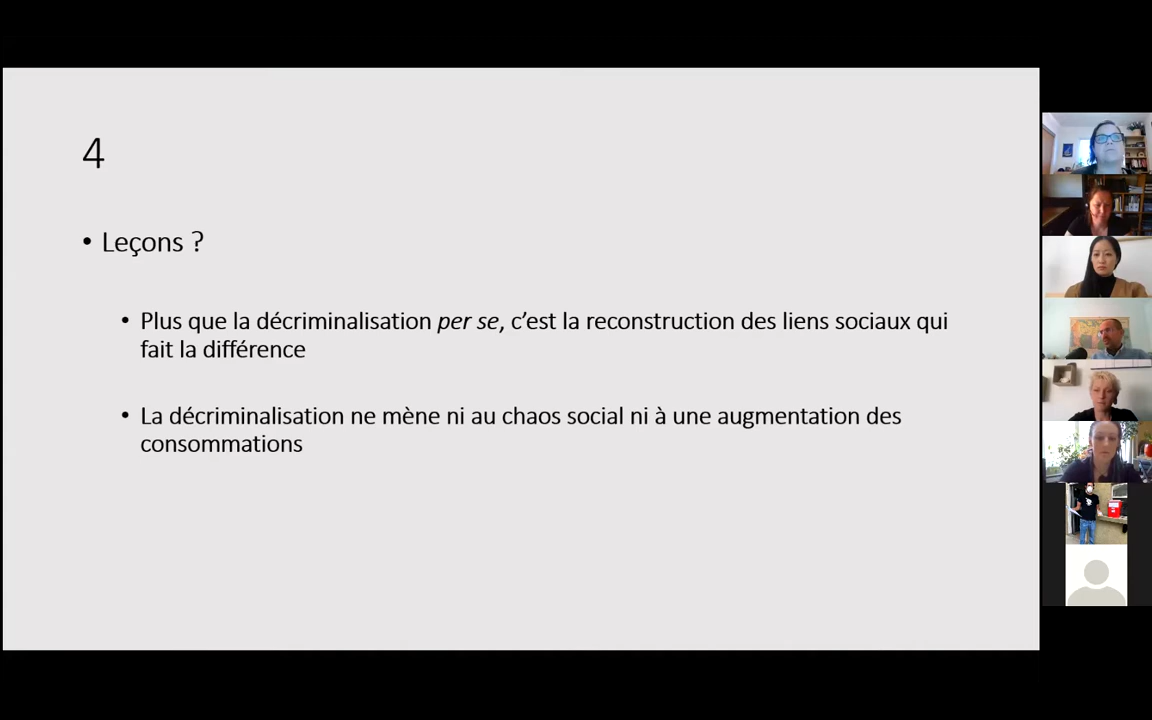 4
• Leçons ?
• Plus que la décriminalisation per se, c’est la reconstruction des liens sociaux qui
fait la différence
• La décriminalisation ne mène ni au chaos social ni à une augmentation des
consommations